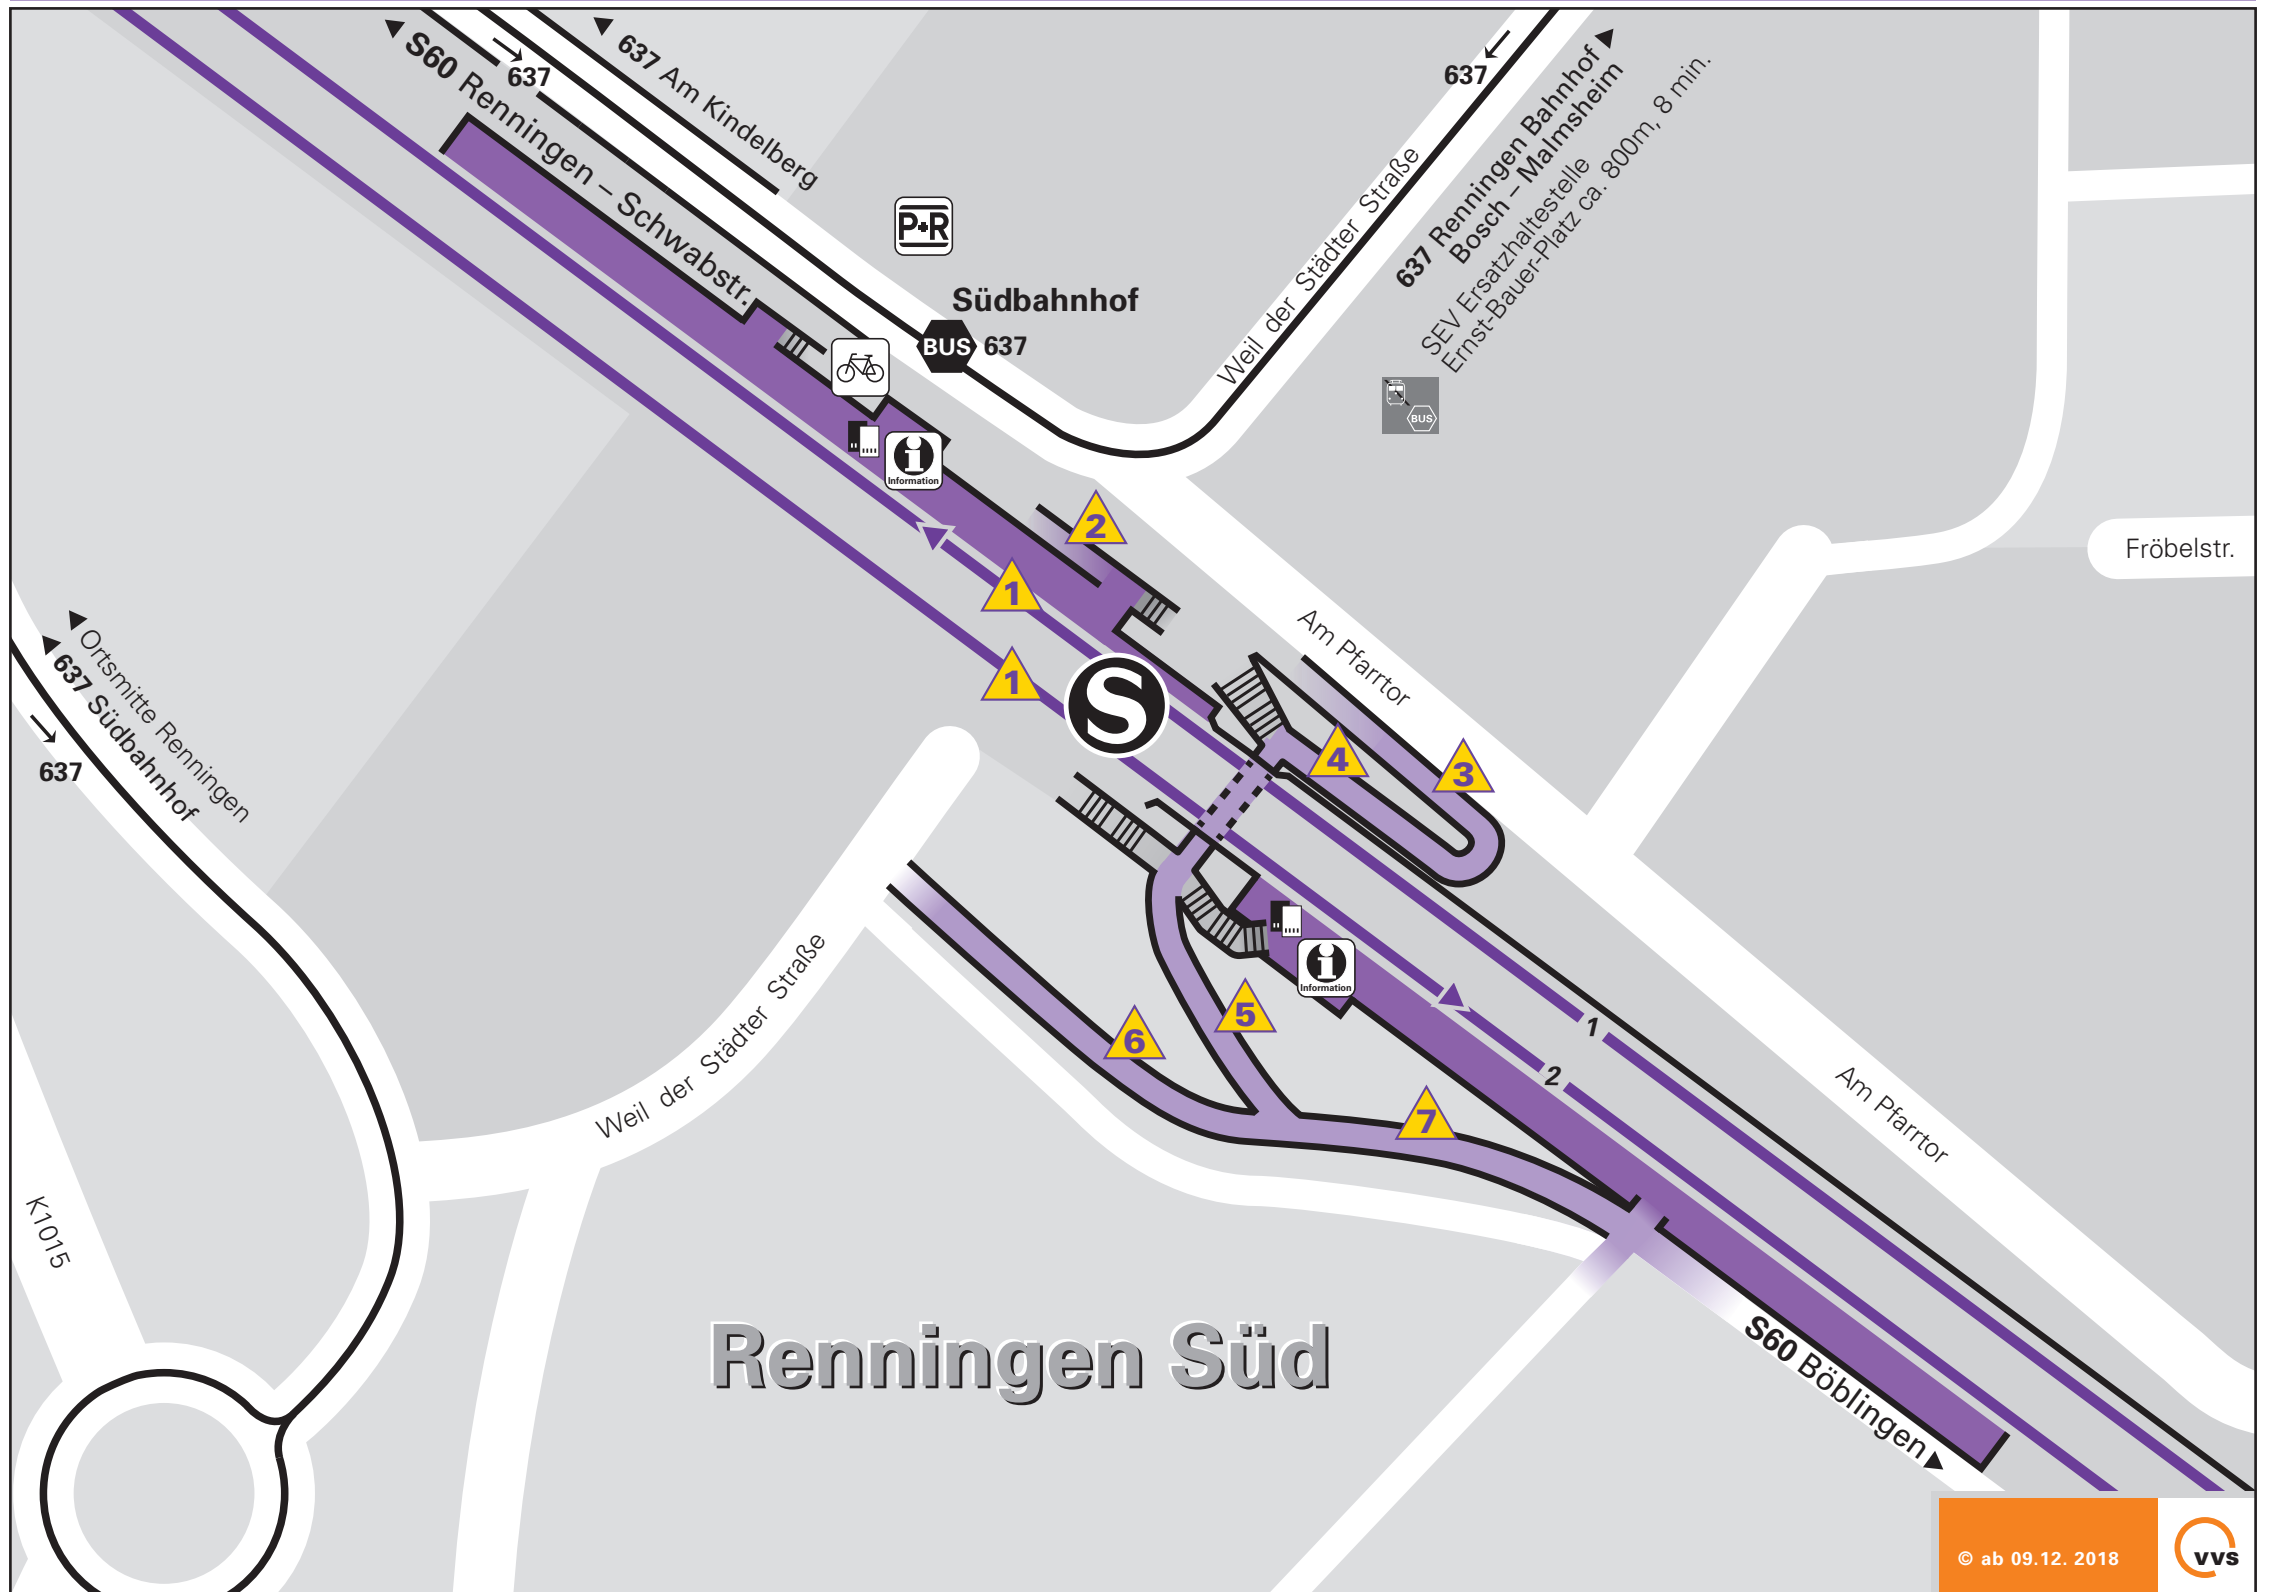 S60 Renningen – Schwabstr.
637
637 Am Kindelberg
637
637 Renningen Bahnhof
Bosch – Malmsheim
SEV Ersatzhaltestelle
Ernst-Bauer-Platz ca. 800m, 8 min.
Weil der Städter Straße
P+R
Südbahnhof
BUS 637
BUS
Information
2
1
1
S
Fröbelstr.
Am Pfarrtor
4
3
Ortsmitte Renningen
637 Südbahnhof
637
Weil der Städter Straße
Information
5
6
7
1
2
Am Pfarrtor
K1015
Renningen Süd
S60 Böblingen
© ab 09.12. 2018
vvs